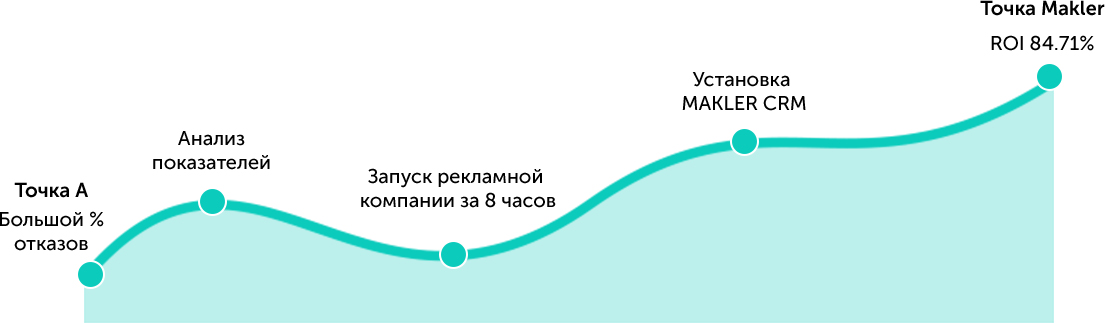 Точка А
Большой %
отказов
Анализ
показателей
Запуск рекламной
компании за 8 часов
Установка
MAKLER CRM
Точка Makler
ROI 84.71%